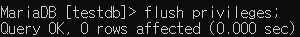 MariaDB [testdb]> flush privileges;
Query OK, 0 rows affected (0.000 sec)